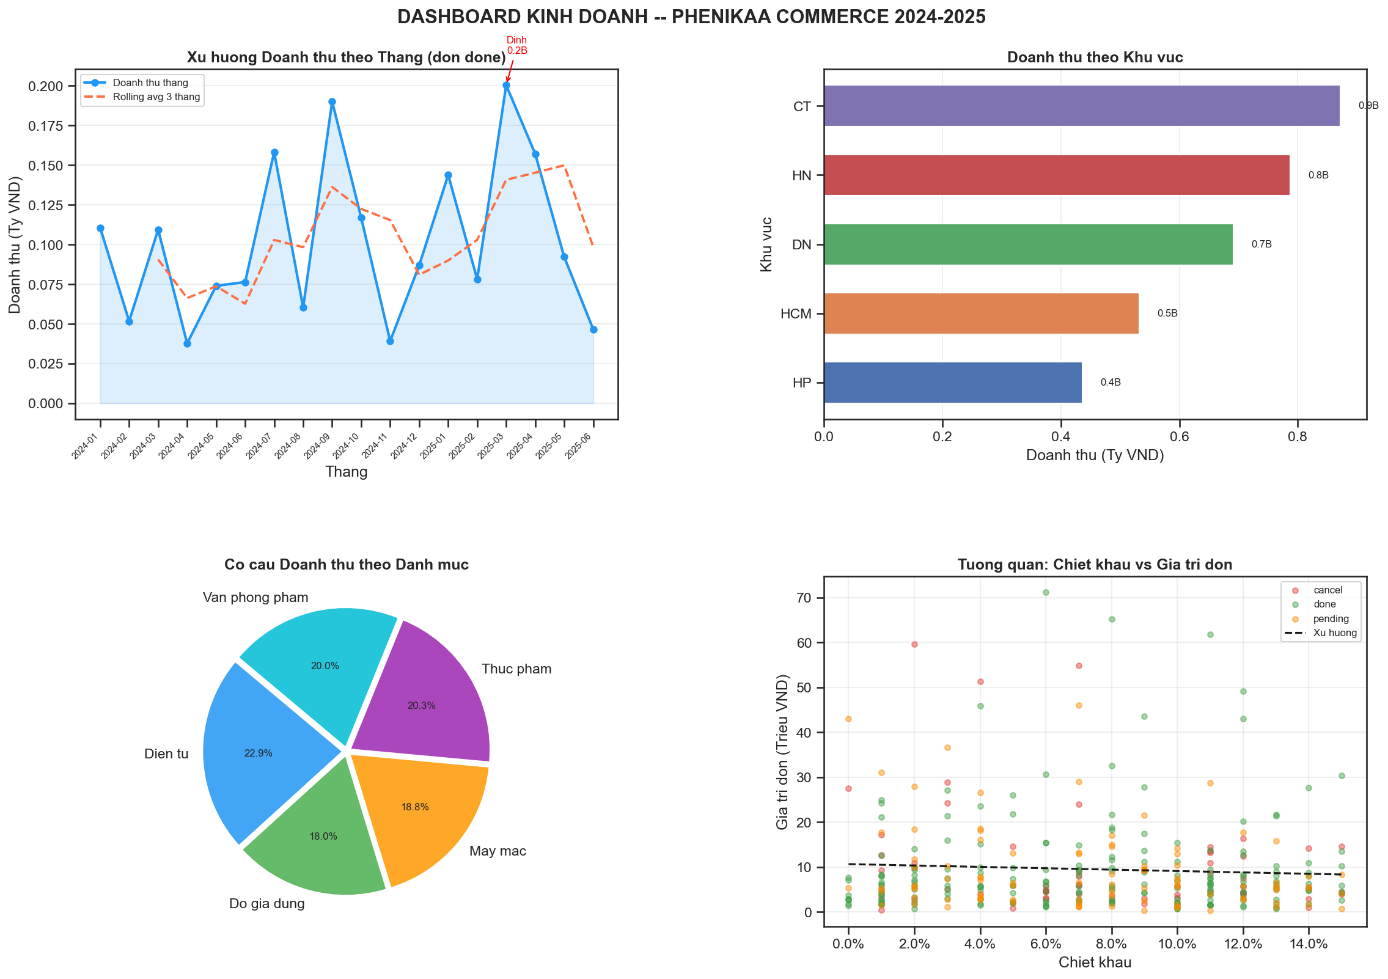 DASHBOARD KINH DOANH -- PHENIKAA COMMERCE 2024-2025
Xu huong Doanh thu theo Thang (don done)
Dinh
0.2B
Doanh thu thang
Rolling avg 3 thang
Doanh thu (Ty VND)
0.200
0.175
0.150
0.125
0.100
0.075
0.050
0.025
0.000
2024-01
2024-02
2024-03
2024-04
2024-05
2024-06
2024-07
2024-08
2024-09
2024-10
2024-11
2024-12
2025-01
2025-02
2025-03
2025-04
2025-05
2025-06
Thang
Doanh thu theo Khu vuc
Khu vuc
CT
0.9B
HN
0.8B
DN
0.7B
HCM
0.5B
HP
0.4B
0.0
0.2
0.4
0.6
0.8
Doanh thu (Ty VND)
Co cau Doanh thu theo Danh muc
Van phong pham
20.0%
Thuc pham
20.3%
Dien tu
22.9%
May mac
18.8%
Do gia dung
18.0%
Tuong quan: Chiet khau vs Gia tri don
cancel
done
pending
Xu huong
Gia tri don (Trieu VND)
70
60
50
40
30
20
10
0
0.0%
2.0%
4.0%
6.0%
8.0%
10.0%
12.0%
14.0%
Chiet khau